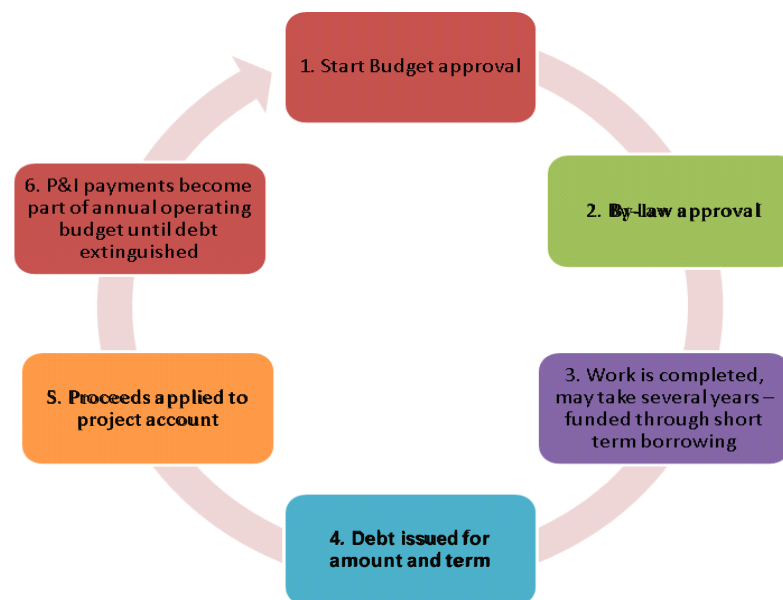 1. Start Budget approval
2. By-law approval
3. Work is completed,
may take several years –
funded through short
term borrowing
4. Debt issued for
amount and term
5. Proceeds applied to
project account
6. P&I payments become
part of annual operating
budget until debt
extinguished